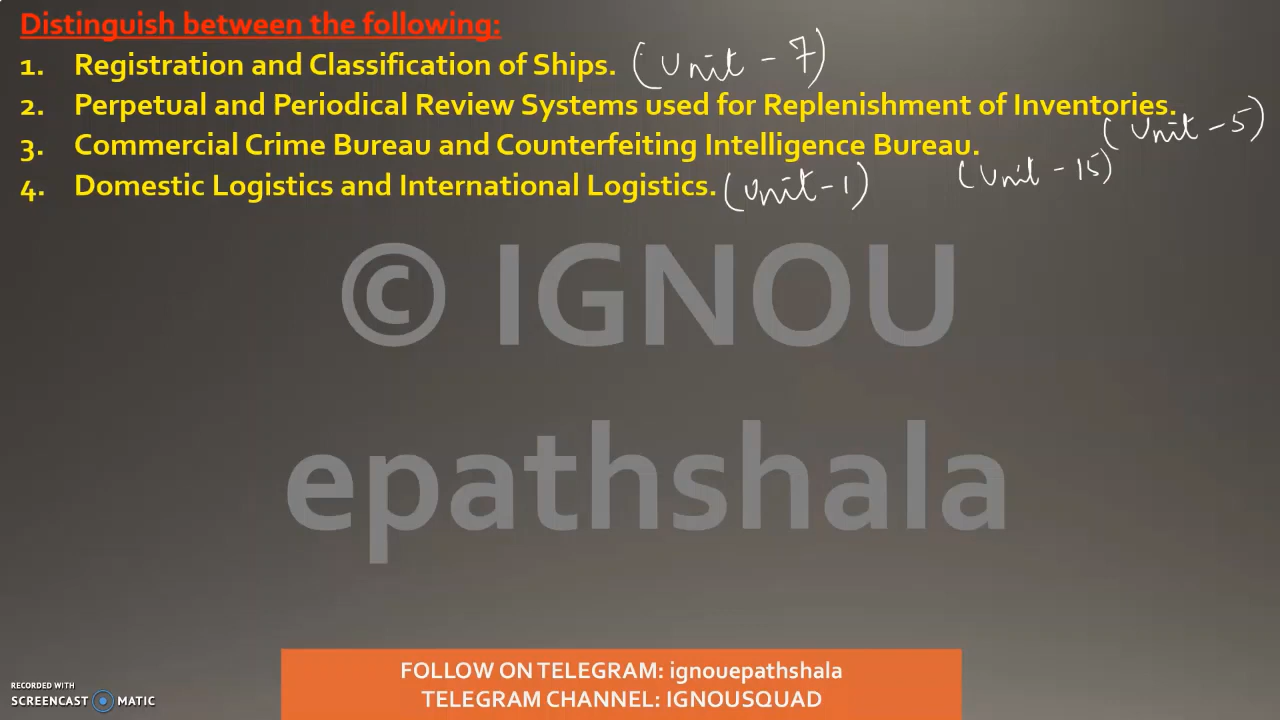 Distinguish between the following:
1. Registration and Classification of Ships. (Unit - 7)
2. Perpetual and Periodical Review Systems used for Replenishment of Inventories.
(Unit - 5)
3. Commercial Crime Bureau and Counterfeiting Intelligence Bureau.
(Unit - 15)
4. Domestic Logistics and International Logistics. (Unit - 1)
© IGNOU
epathshala
FOLLOW ON TELEGRAM: ignouepathshala
TELEGRAM CHANNEL: IGNOUSQUAD
RECORDED WITH
SCREENCAST MATIC